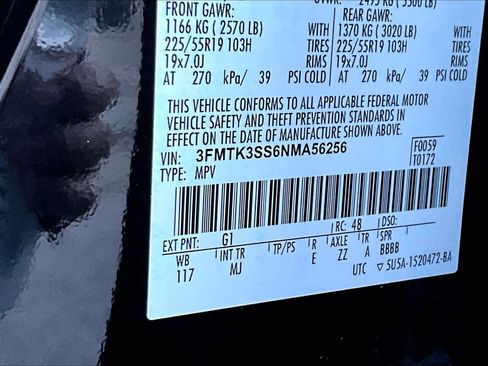 FRONT GAWR:
1166 KG ( 2570 LB) WITH
225/55R19 103H TIRES
19x7.0J RIMS
AT 270 kPa/ 39 PSI COLD
REAR GAWR:
1370 KG ( 3020 LB) WITH
225/55R19 103H TIRES
19x7.0J RIMS
AT 270 kPa/ 39 PSI COLD
THIS VEHICLE CONFORMS TO ALL APPLICABLE FEDERAL MOTOR
VEHICLE SAFETY AND THEFT PREVENTION STANDARDS IN
EFFECT ON THE DATE OF MANUFACTURE SHOWN ABOVE.
VIN: 3FMTK3SS6NMA56256
TYPE: MPV
F0059
T0172
EXT PNT: G1 RC: 48 DSO:
WB INT TR TP/PS R AXLE TR SPR
117 MJ E ZZ A BBBB
UTC ▽ 5U5A-1520472-BA